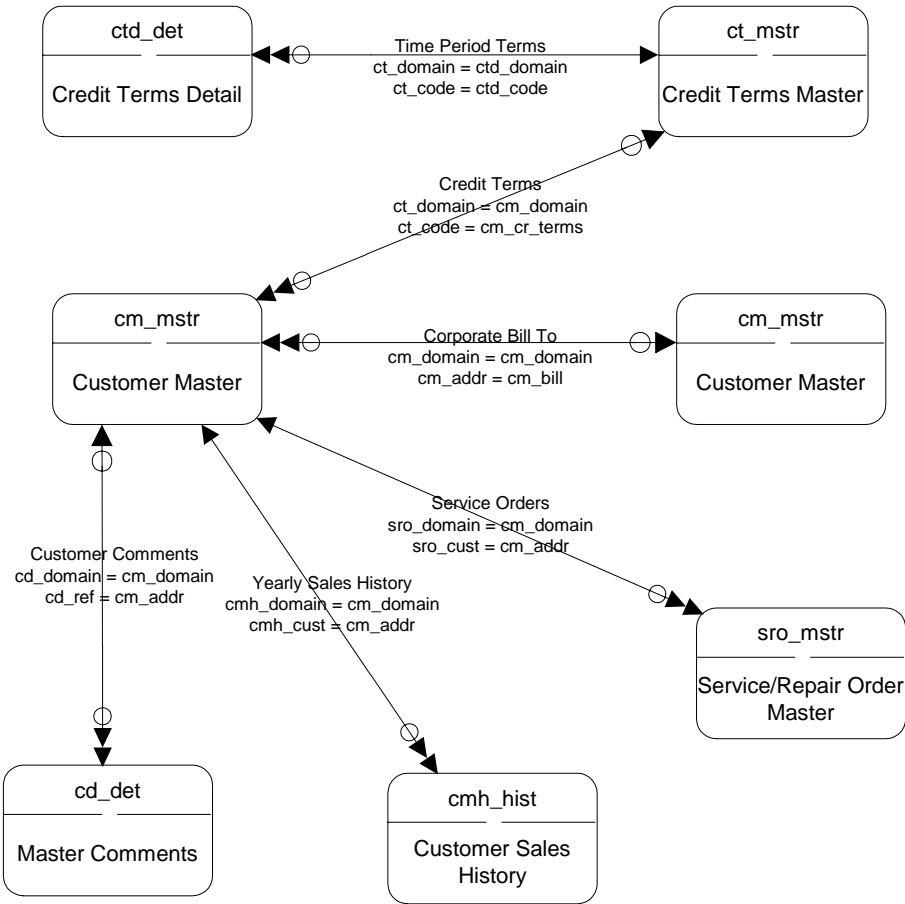 ctd_det
Credit Terms Detail
Time Period Terms
ct_domain = ctd_domain
ct_code = ctd_code
ct_mstr
Credit Terms Master
Credit Terms
ct_domain = cm_domain
ct_code = cm_cr_terms
cm_mstr
Customer Master
Corporate Bill To
cm_domain = cm_domain
cm_addr = cm_bill
cm_mstr
Customer Master
Service Orders
sro_domain = cm_domain
sro_cust = cm_addr
Customer Comments
cd_domain = cm_domain
cd_ref = cm_addr
Yearly Sales History
cmh_domain = cm_domain
cmh_cust = cm_addr
sro_mstr
Service/Repair Order
Master
cd_det
Master Comments
cmh_hist
Customer Sales
History